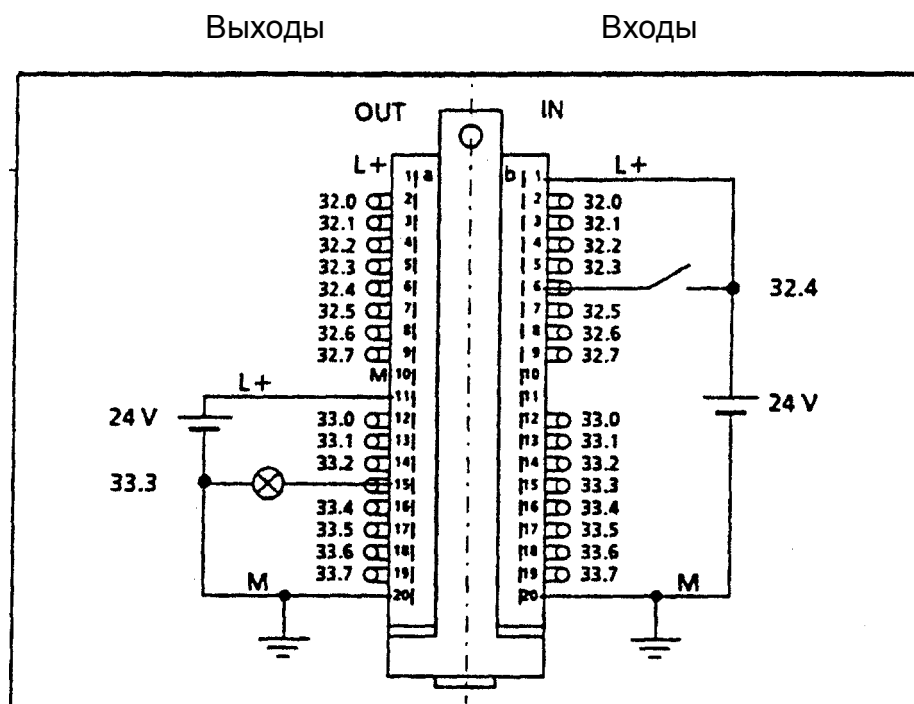 Выходы Входы
OUT IN
L+ 1 a b 1 L+
32.0 2 2 32.0
32.1 3 3 32.1
32.2 4 4 32.2
32.3 5 5 32.3
32.4 6 6 32.4
32.5 7 7 32.5
32.6 8 8 32.6
32.7 9 9 32.7
M 10 10
L+ 11 11
24 V 24 V
33.0 12 12 33.0
33.1 13 13 33.1
33.2 14 14 33.2
33.3 15 15 33.3
33.4 16 16 33.4
33.5 17 17 33.5
33.6 18 18 33.6
33.7 19 19 33.7
M 20 20 M